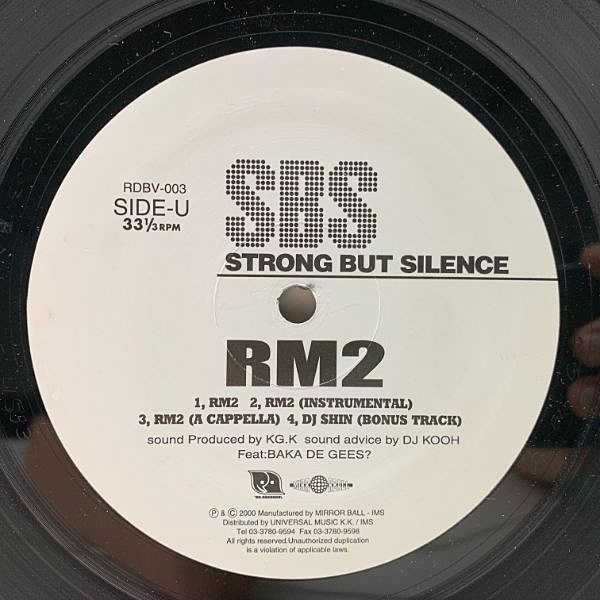 SBS
STRONG BUT SILENCE
RDBV-003
SIDE-U
33 1/3 RPM
RM2
1, RM2 2, RM2 (INSTRUMENTAL)
3, RM2 (A CAPPELLA) 4, DJ SHIN (BONUS TRACK)
sound Produced by KG.K sound advice by DJ KOOH
Feat:BAKA DE GEES?
Ⓟ & Ⓒ 2000 Manufactured by MIRROR BALL - IMS
Distributed by UNIVERSAL MUSIC K.K. / IMS
Tel 03-3780-9594 Fax 03-3780-9598
All rights reserved.Unauthorized duplication
is a violation of applicable laws.